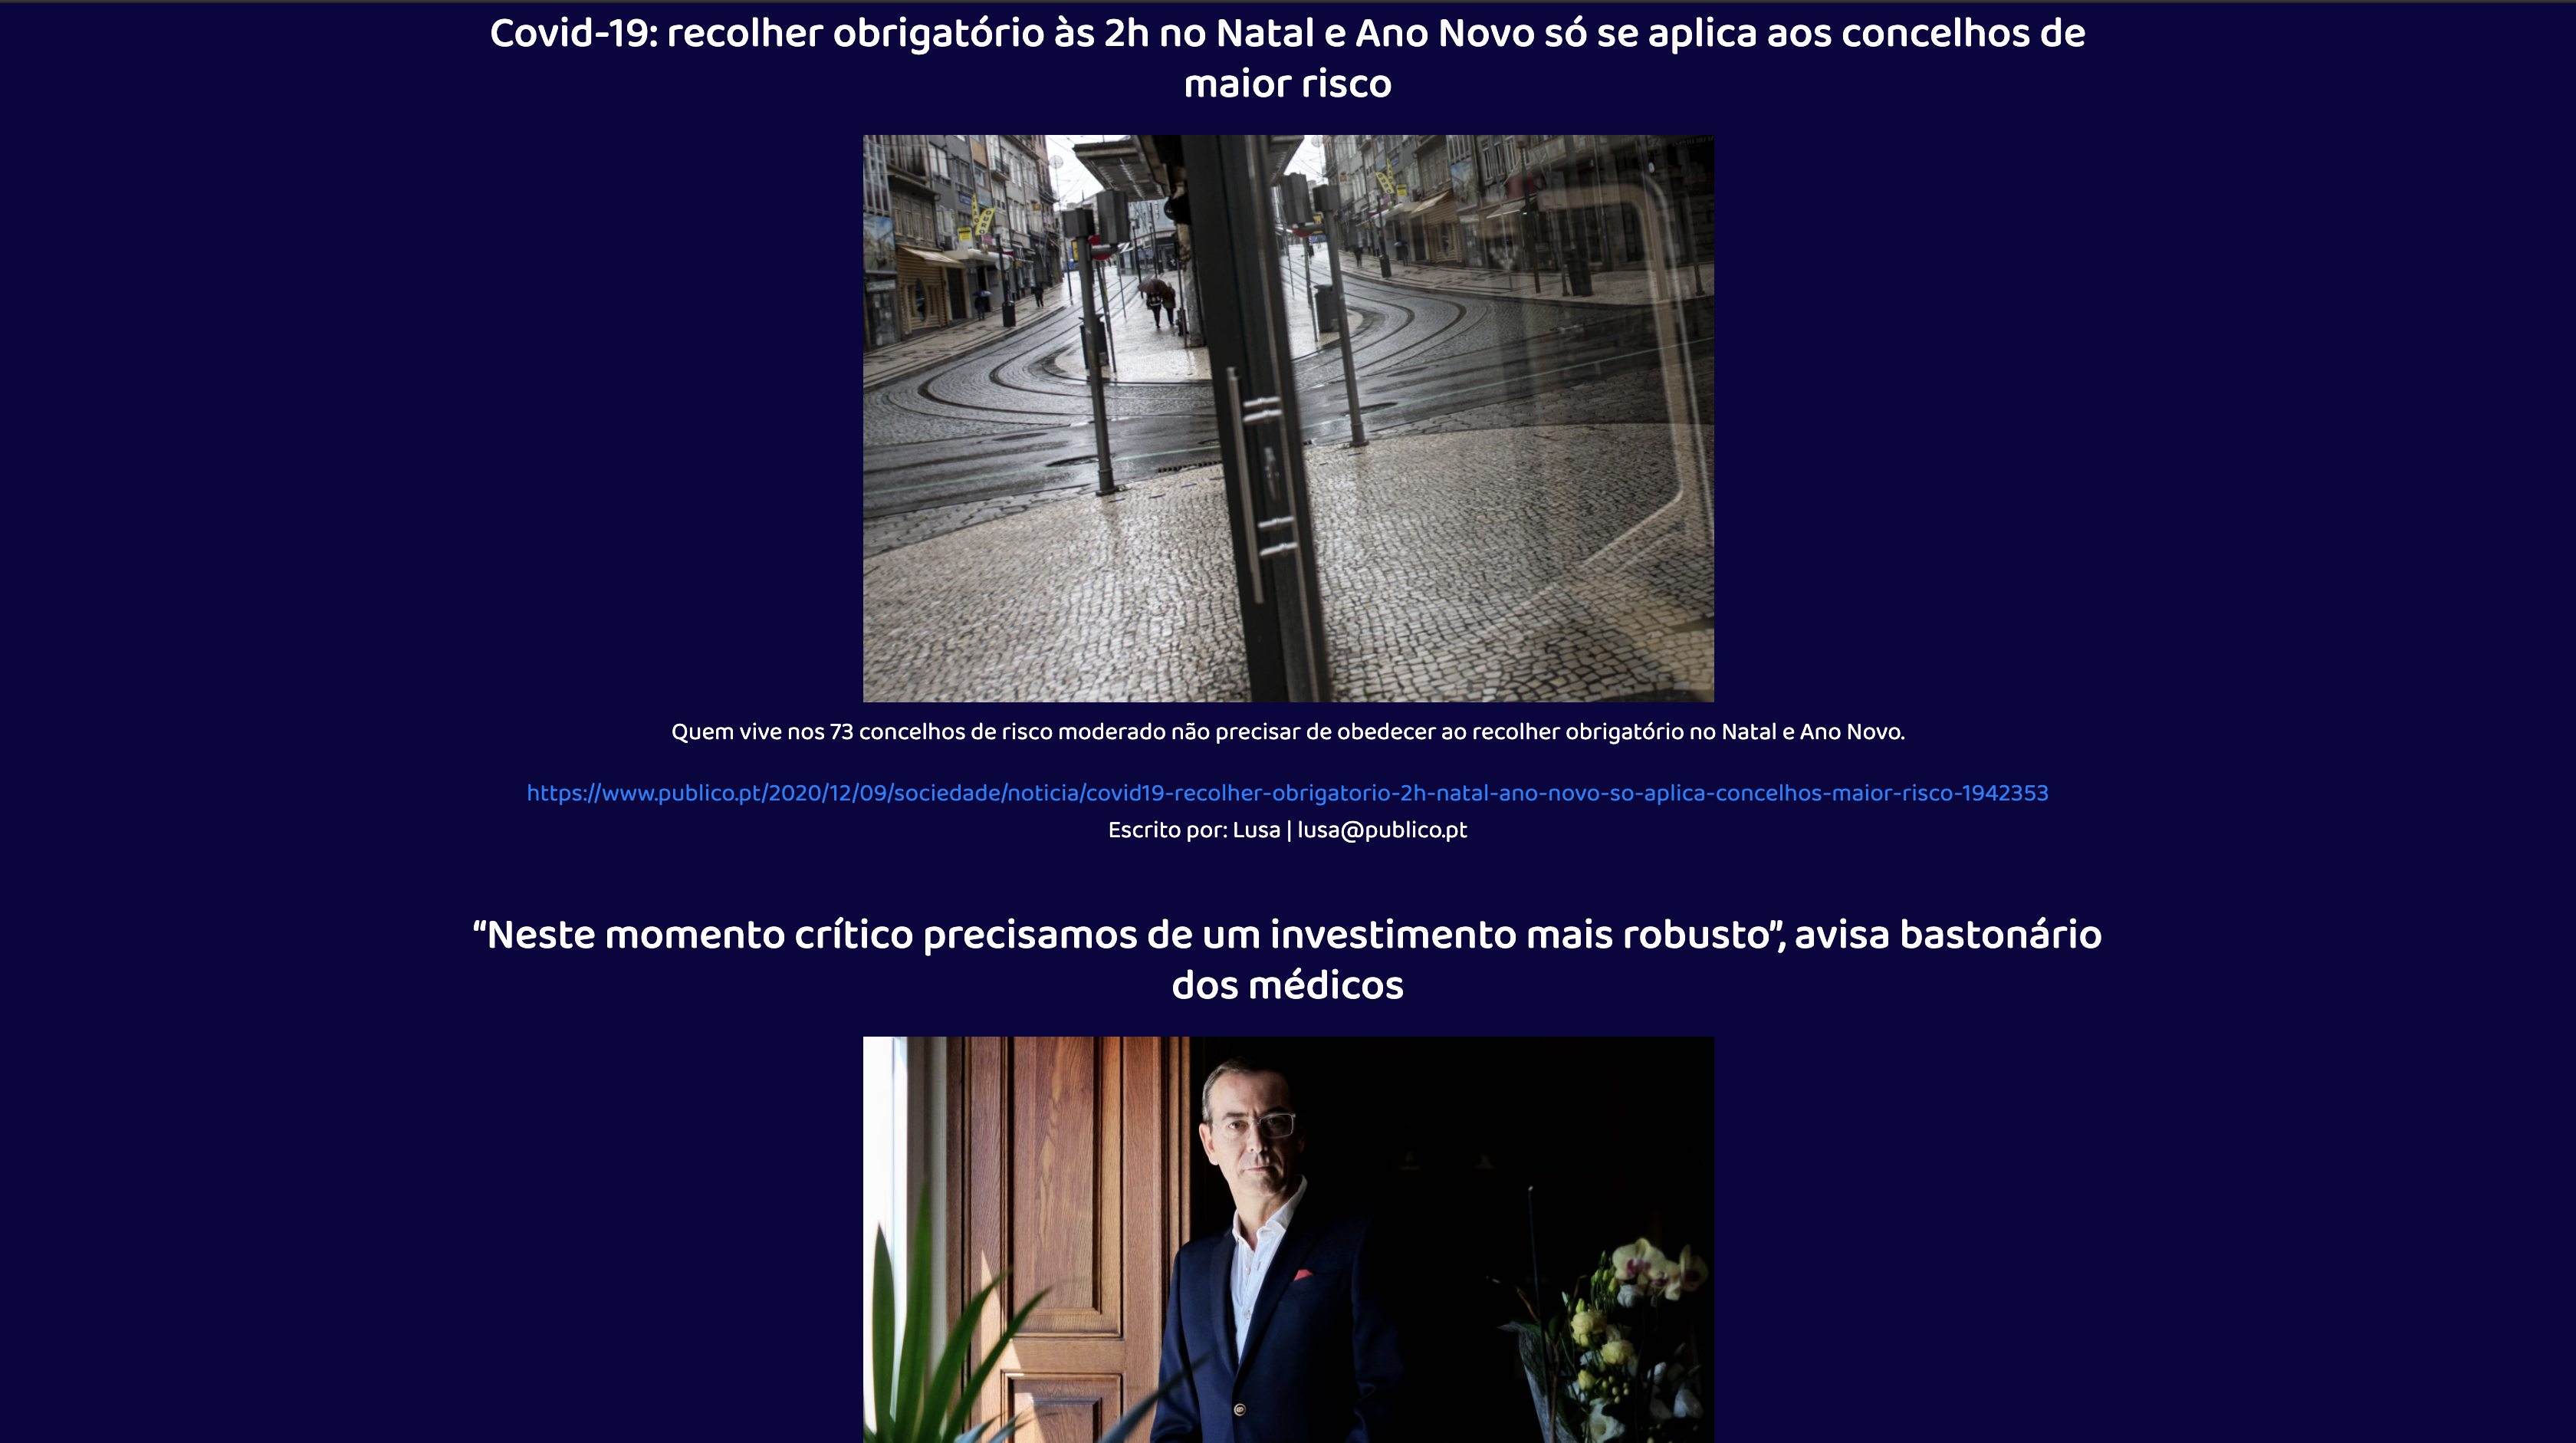 Covid-19: recolher obrigatório às 2h no Natal e Ano Novo só se aplica aos concelhos de
maior risco
Quem vive nos 73 concelhos de risco moderado não precisar de obedecer ao recolher obrigatório no Natal e Ano Novo.
https://www.publico.pt/2020/12/09/sociedade/noticia/covid19-recolher-obrigatorio-2h-natal-ano-novo-so-aplica-concelhos-maior-risco-1942353
Escrito por: Lusa | lusa@publico.pt
“Neste momento crítico precisamos de um investimento mais robusto”, avisa bastonário
dos médicos